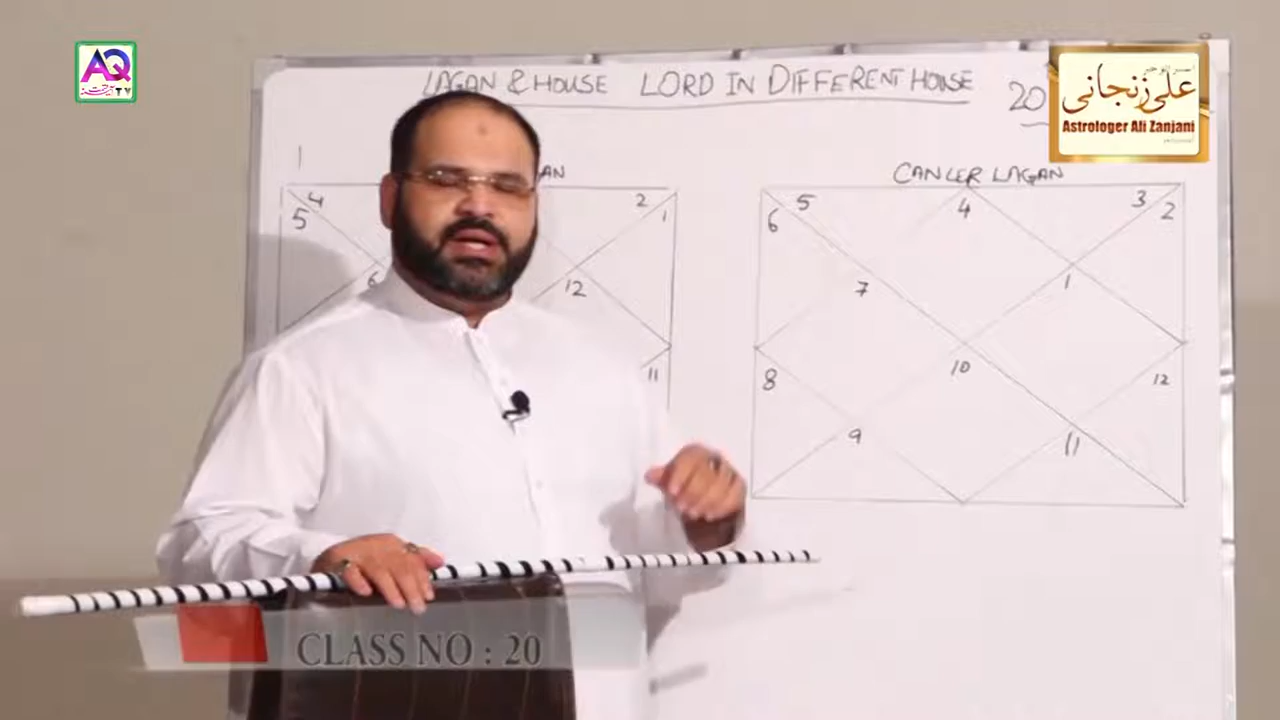 AQ
TV
LAGAN & HOUSE LORD IN DIFFERENT HOUSE
20
علی زنجانی
Astrologer Ali Zanjani
1
AN
4
5
2
1
6
12
11
CANCER LAGAN
5
6
4
3
2
7
1
8
10
12
9
11
CLASS NO : 20